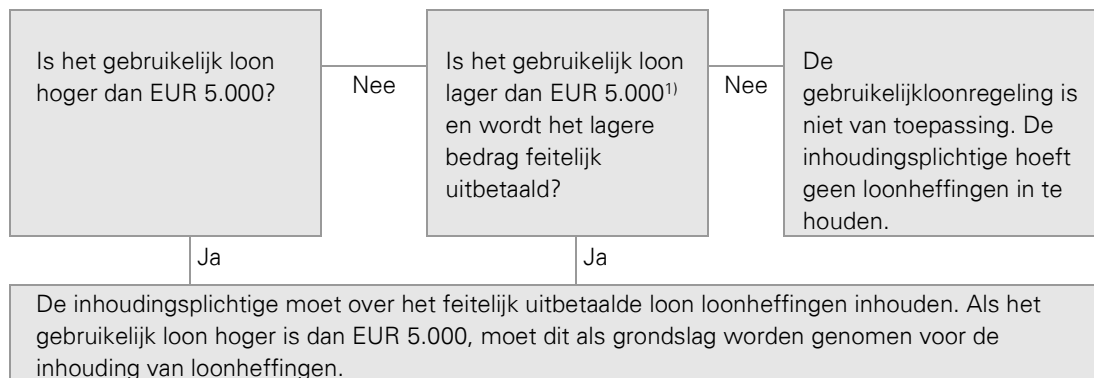 Is het gebruikelijk loon
hoger dan EUR 5.000?
Nee
Is het gebruikelijk loon
lager dan EUR 5.000¹⁾
en wordt het lagere
bedrag feitelijk
uitbetaald?
Nee
De
gebruikelijkloonregeling is
niet van toepassing. De
inhoudingsplichtige hoeft
geen loonheffingen in te
houden.
Ja
Ja
De inhoudingsplichtige moet over het feitelijk uitbetaalde loon loonheffingen inhouden. Als het
gebruikelijk loon hoger is dan EUR 5.000, moet dit als grondslag worden genomen voor de
inhouding van loonheffingen.